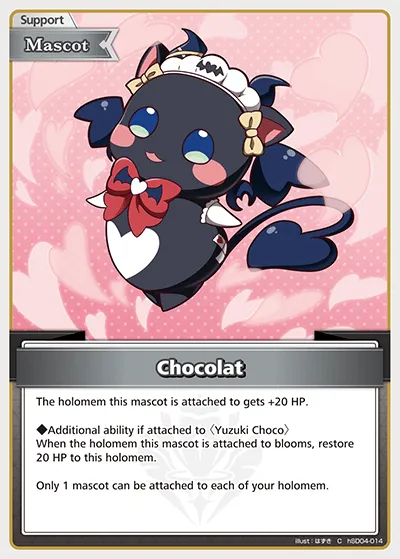 Support
Mascot
Chocolat
The holomem this mascot is attached to gets +20 HP.
◆Additional ability if attached to 〈Yuzuki Choco〉
When the holomem this mascot is attached to blooms, restore
20 HP to this holomem.
Only 1 mascot can be attached to each of your holomem.
illust：はずき C hSD04-014